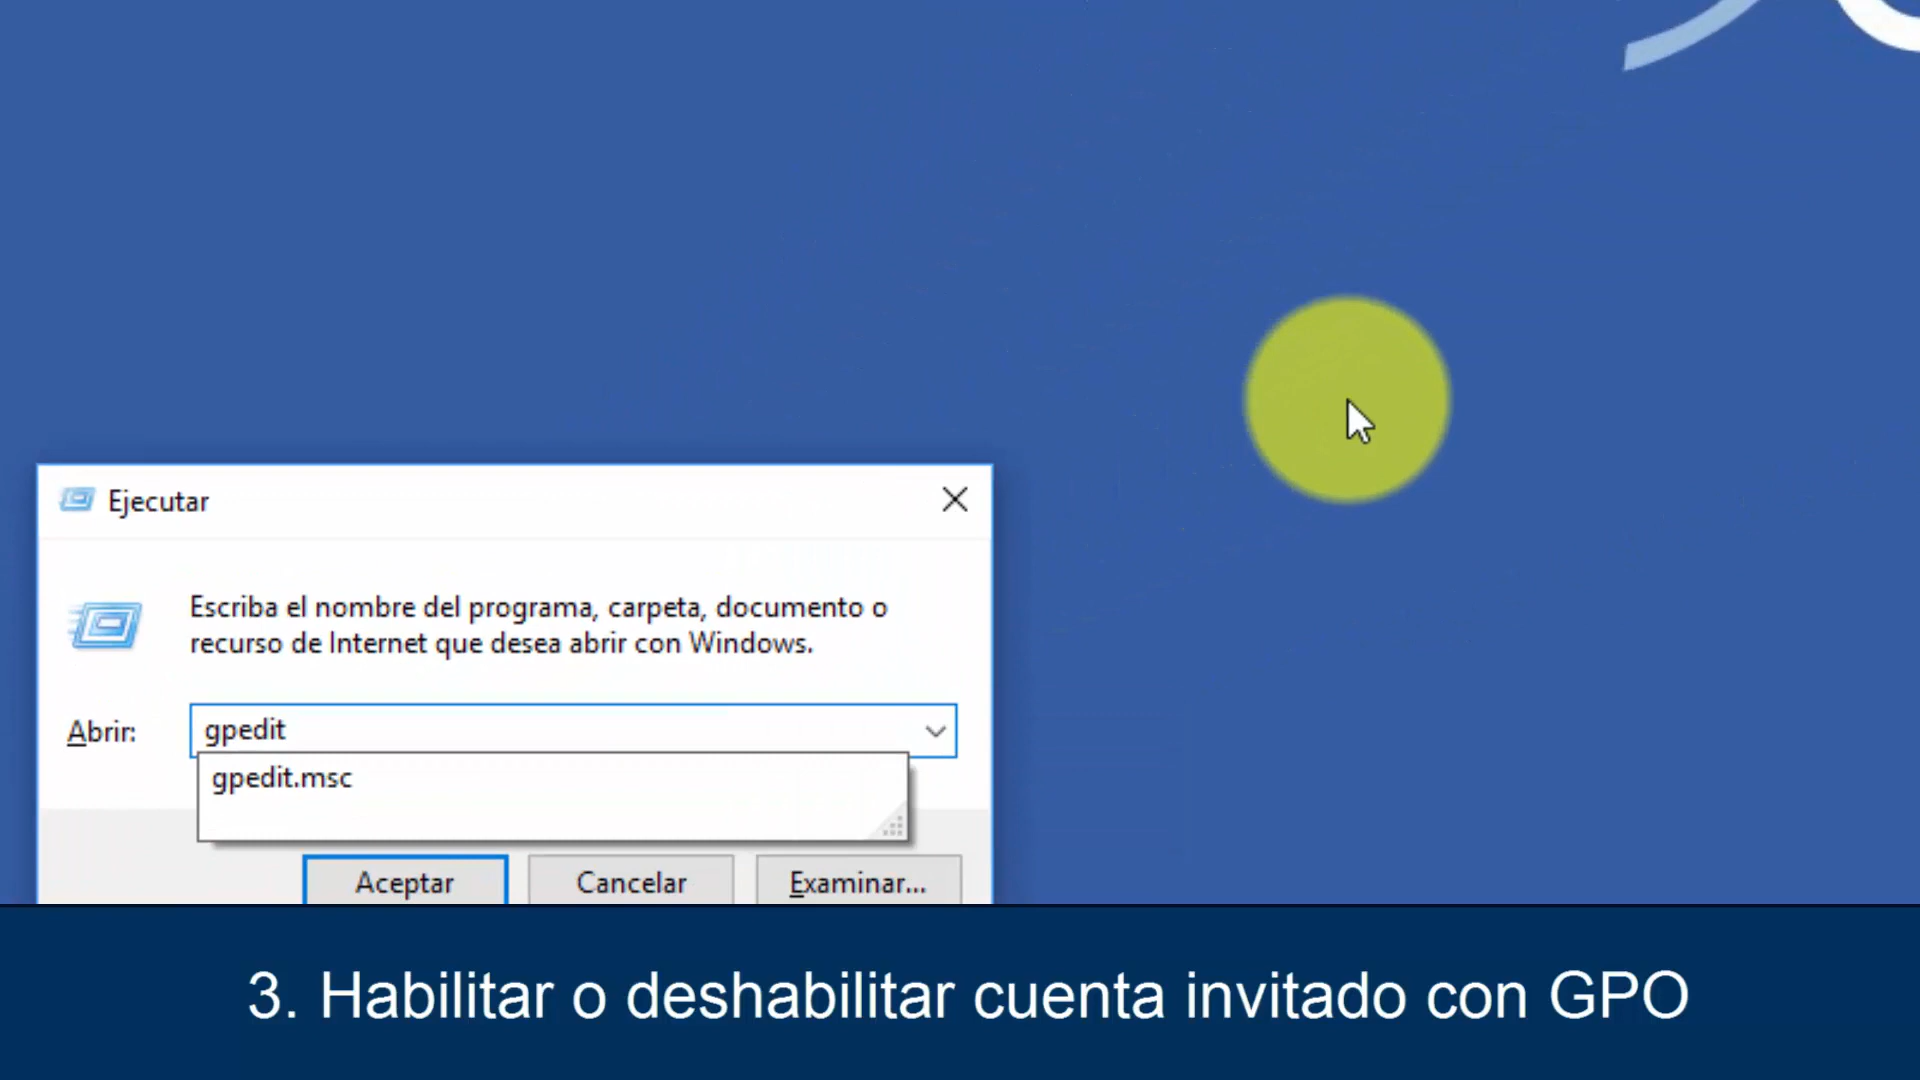 Ejecutar
Escriba el nombre del programa, carpeta, documento o
recurso de Internet que desea abrir con Windows.
Abrir:
gpedit
gpedit.msc
Aceptar
Cancelar
Examinar...
3. Habilitar o deshabilitar cuenta invitado con GPO